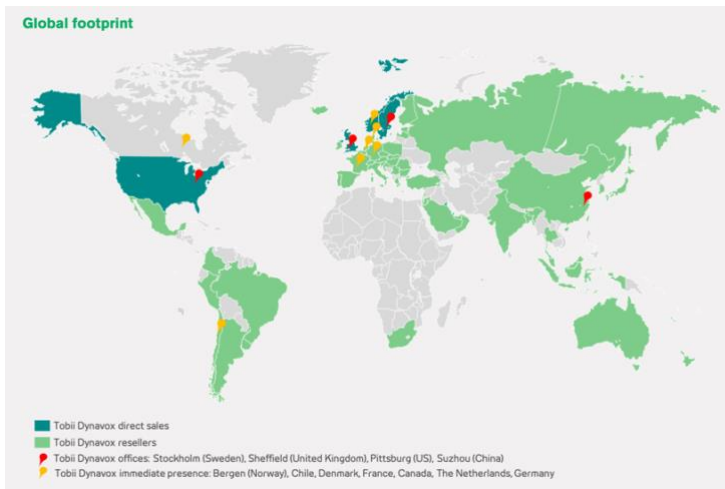 Global footprint
Tobii Dynavox direct sales
Tobii Dynavox resellers
Tobii Dynavox offices: Stockholm (Sweden), Sheffield (United Kingdom), Pittsburg (US), Suzhou (China)
Tobii Dynavox immediate presence: Bergen (Norway), Chile, Denmark, France, Canada, The Netherlands, Germany